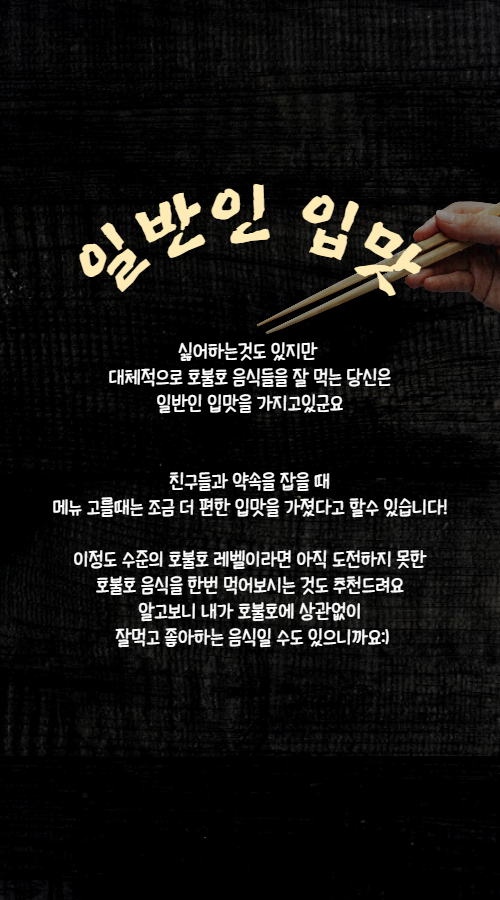 일반인 입맛
싫어하는것도 있지만
대체적으로 호불호 음식들을 잘 먹는 당신은
일반인 입맛을 가지고있군요
친구들과 약속을 잡을 때
메뉴 고를때는 조금 더 편한 입맛을 가졌다고 할수 있습니다!
이정도 수준의 호불호 레벨이라면 아직 도전하지 못한
호불호 음식을 한번 먹어보시는 것도 추천드려요
알고보니 내가 호불호에 상관없이
잘먹고 좋아하는 음식일 수도 있으니까요:)